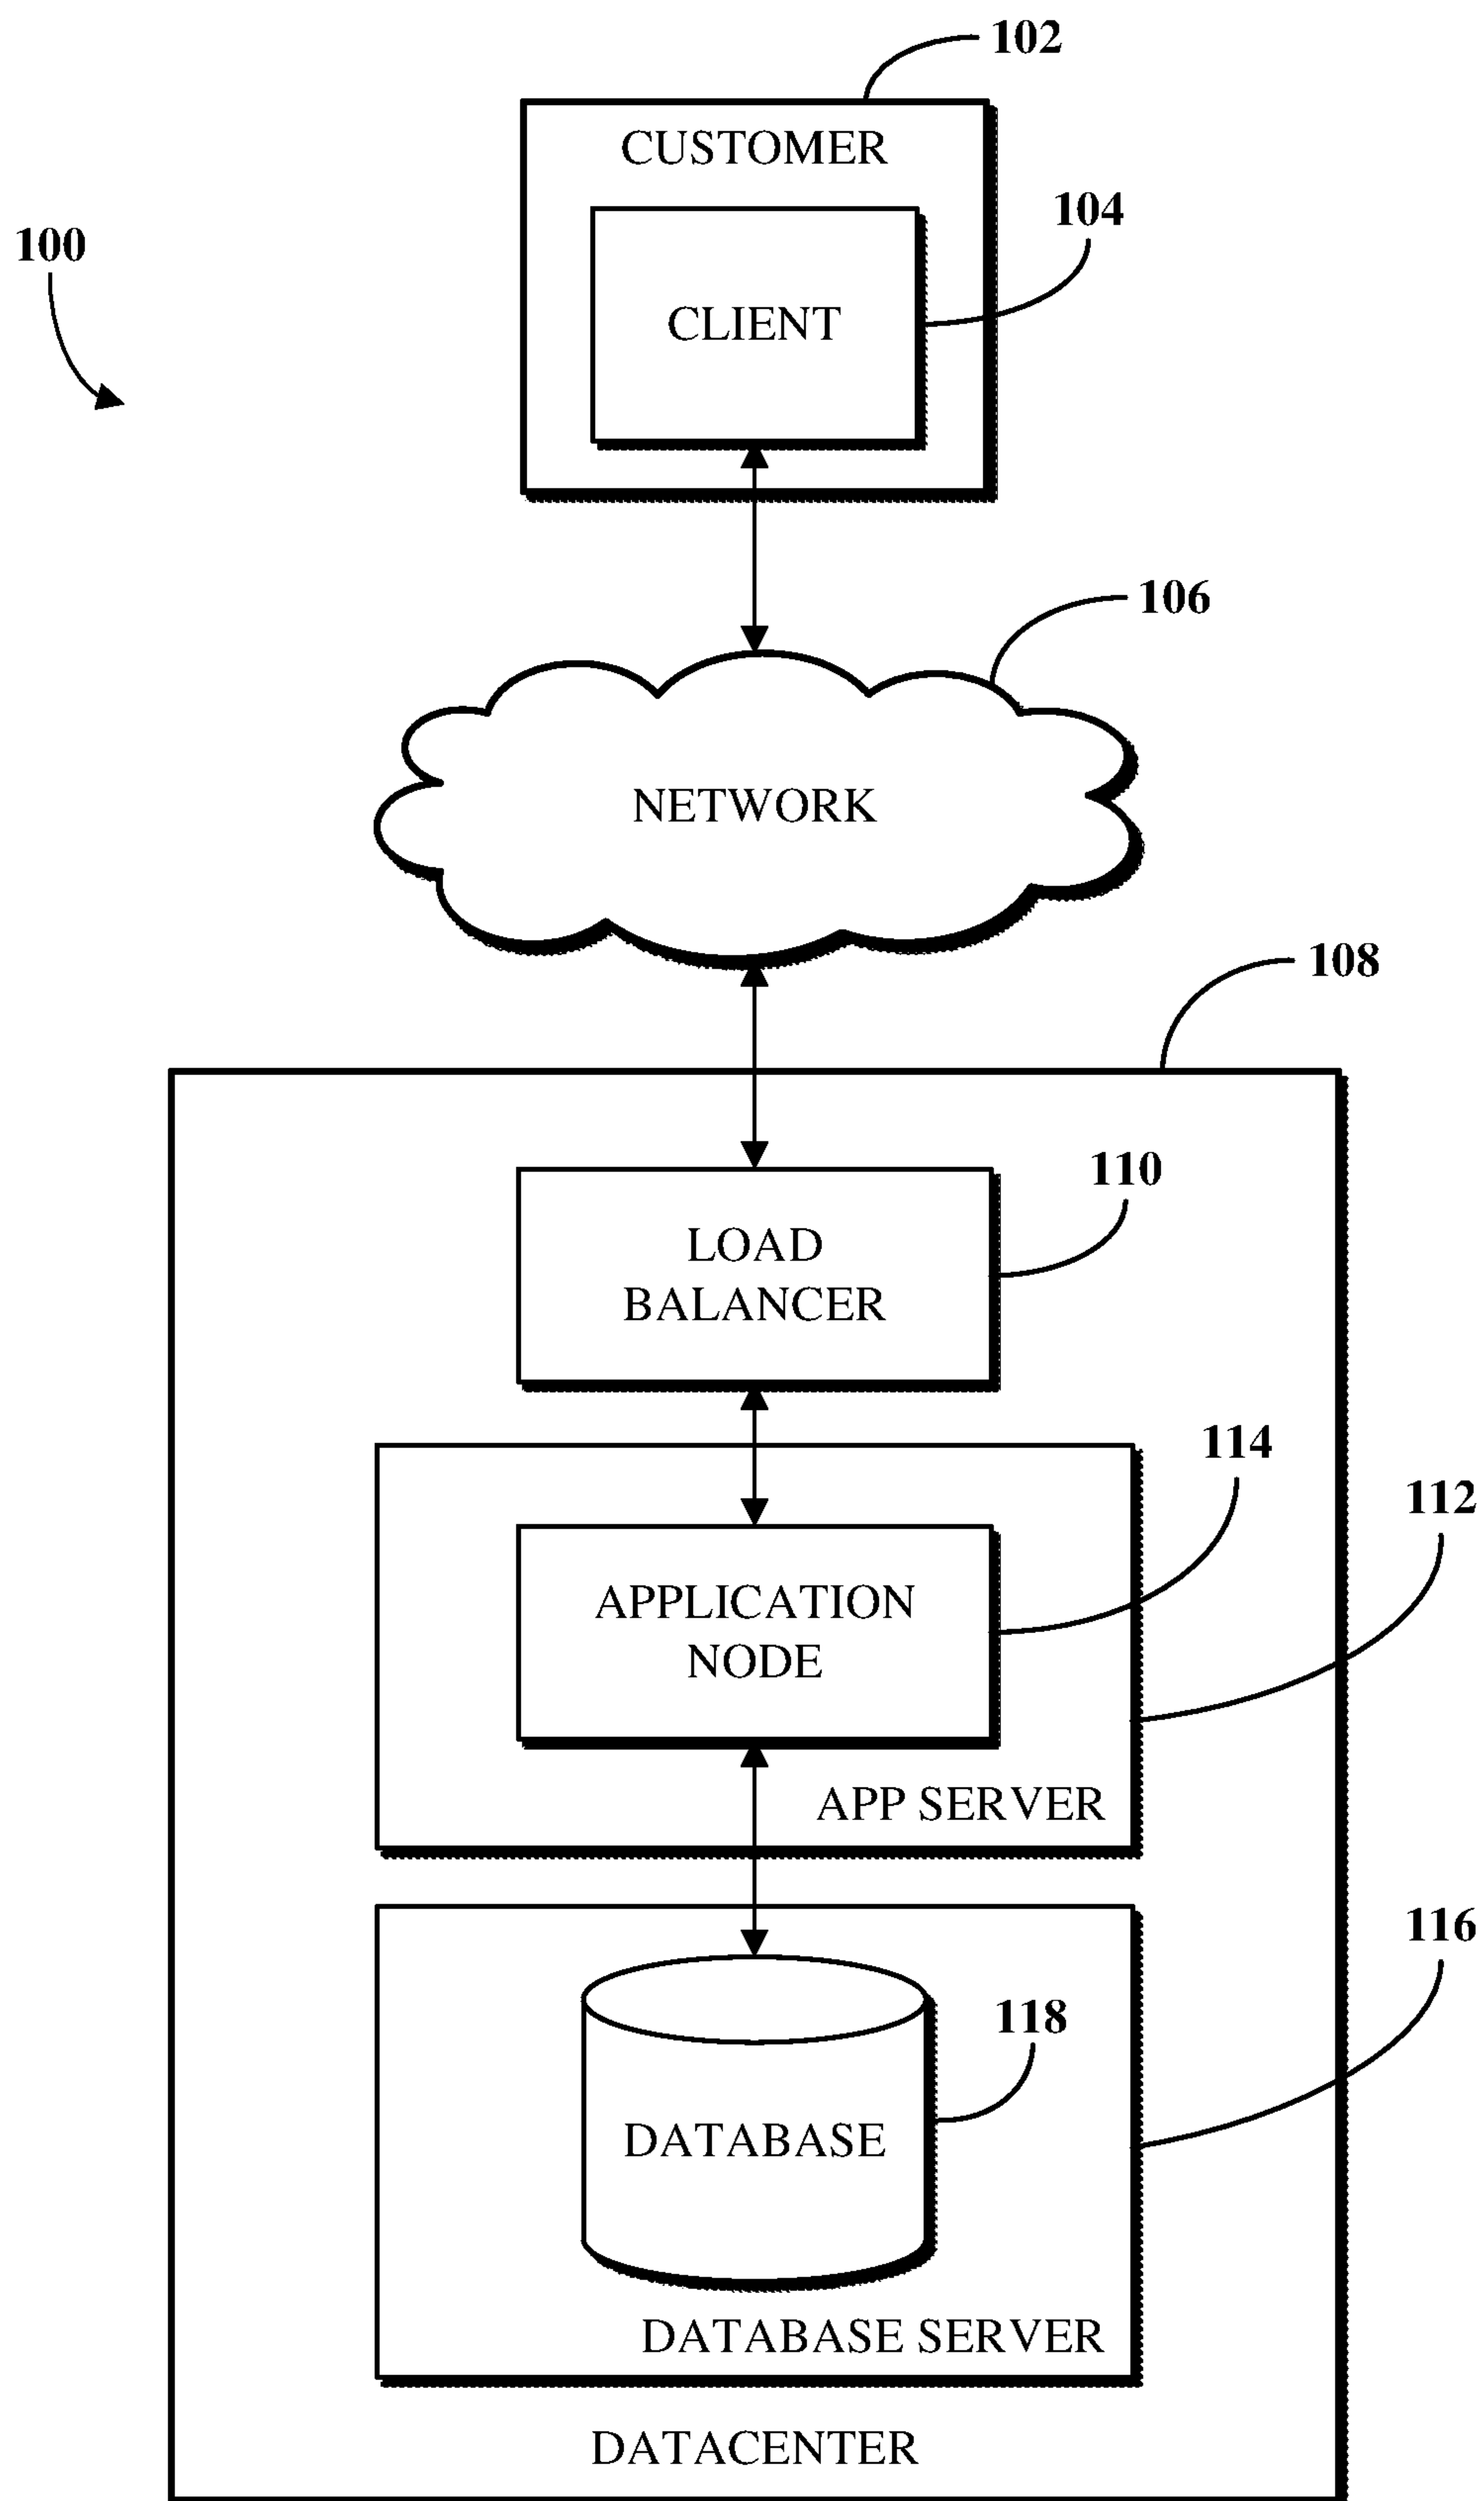 102
CUSTOMER
104
100
CLIENT
106
NETWORK
108
110
LOAD
BALANCER
114
112
APPLICATION
NODE
APP SERVER
116
118
DATABASE
DATABASE SERVER
DATACENTER